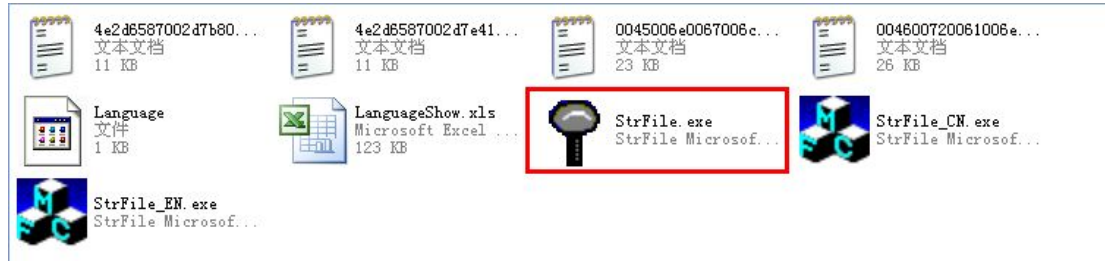 4e2d6587002d7b80...
文本文档
11 KB
4e2d6587002d7e41...
文本文档
11 KB
0045006e0067006c...
文本文档
23 KB
004600720061006e...
文本文档
26 KB
Language
文件
1 KB
LanguageShow.xls
Microsoft Excel ...
123 KB
StrFile.exe
StrFile Microsof...
StrFile_CN.exe
StrFile Microsof...
StrFile_EN.exe
StrFile Microsof...